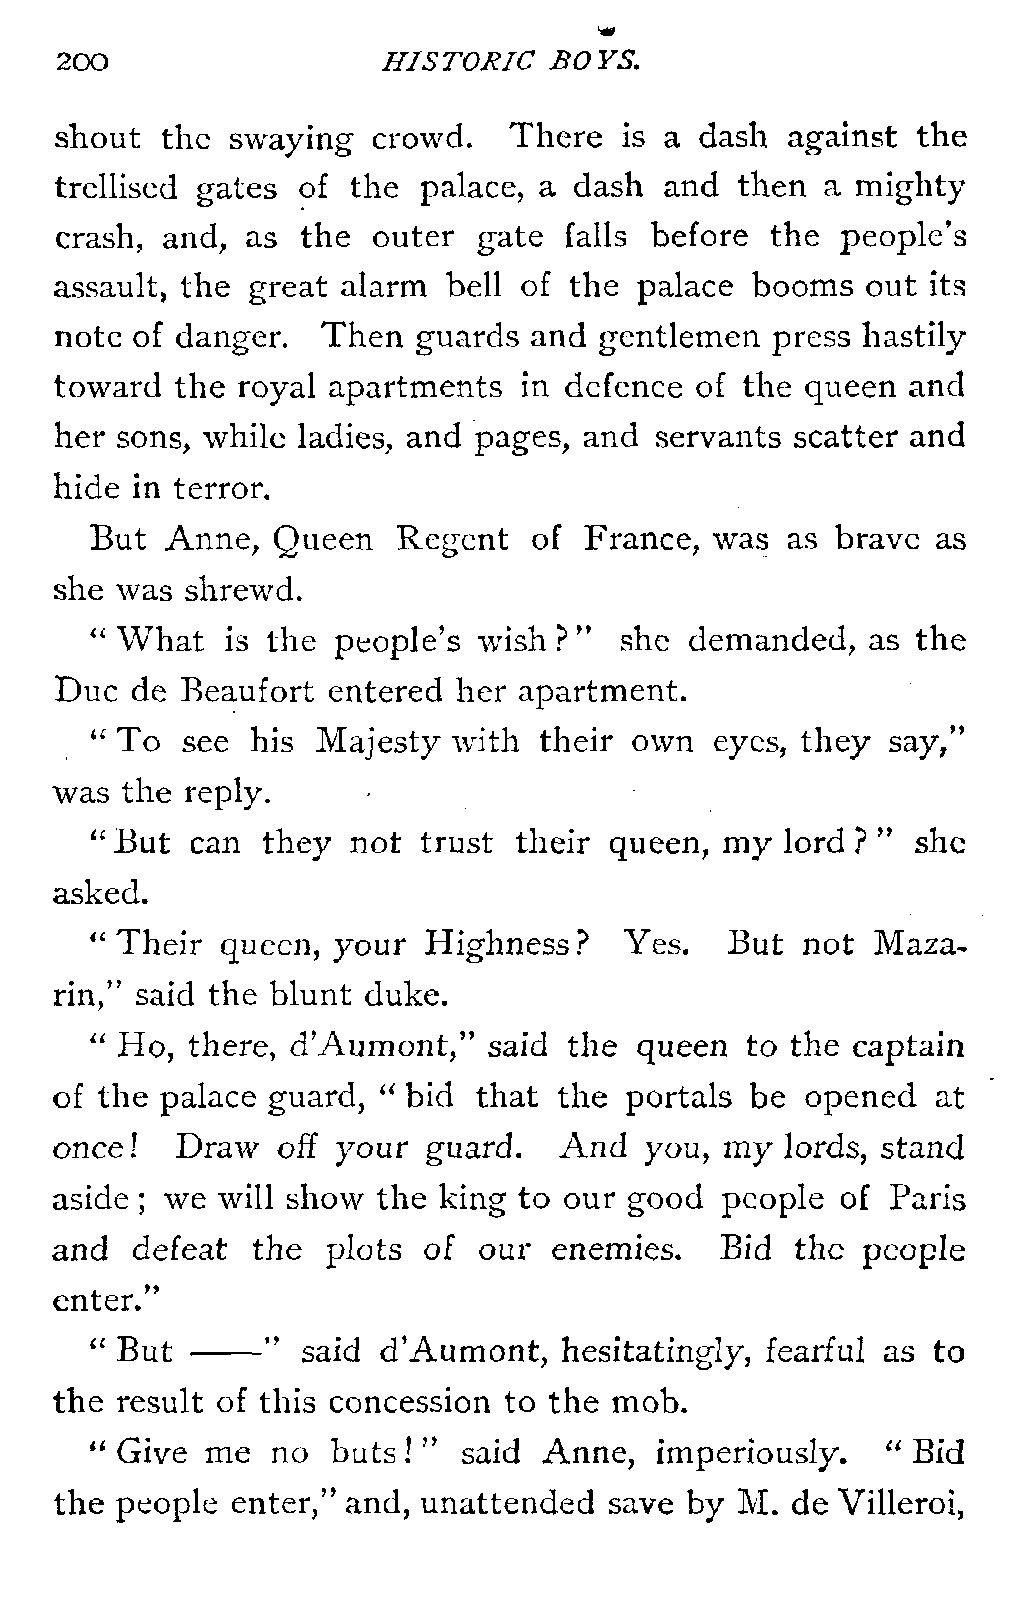 200 HISTORIC BOYS.
shout the swaying crowd. There is a dash against the
trellised gates of the palace, a dash and then a mighty
crash, and, as the outer gate falls before the people's
assault, the great alarm bell of the palace booms out its
note of danger. Then guards and gentlemen press hastily
toward the royal apartments in defence of the queen and
her sons, while ladies, and pages, and servants scatter and
hide in terror.
But Anne, Queen Regent of France, was as brave as
she was shrewd.
"What is the people's wish?" she demanded, as the
Duc de Beaufort entered her apartment.
"To see his Majesty with their own eyes, they say,"
was the reply.
"But can they not trust their queen, my lord?" she
asked.
"Their queen, your Highness? Yes. But not Maza-
rin," said the blunt duke.
"Ho, there, d'Aumont," said the queen to the captain
of the palace guard, "bid that the portals be opened at
once! Draw off your guard. And you, my lords, stand
aside; we will show the king to our good people of Paris
and defeat the plots of our enemies. Bid the people
enter."
"But ——" said d'Aumont, hesitatingly, fearful as to
the result of this concession to the mob.
"Give me no buts!" said Anne, imperiously. "Bid
the people enter," and, unattended save by M. de Villeroi,